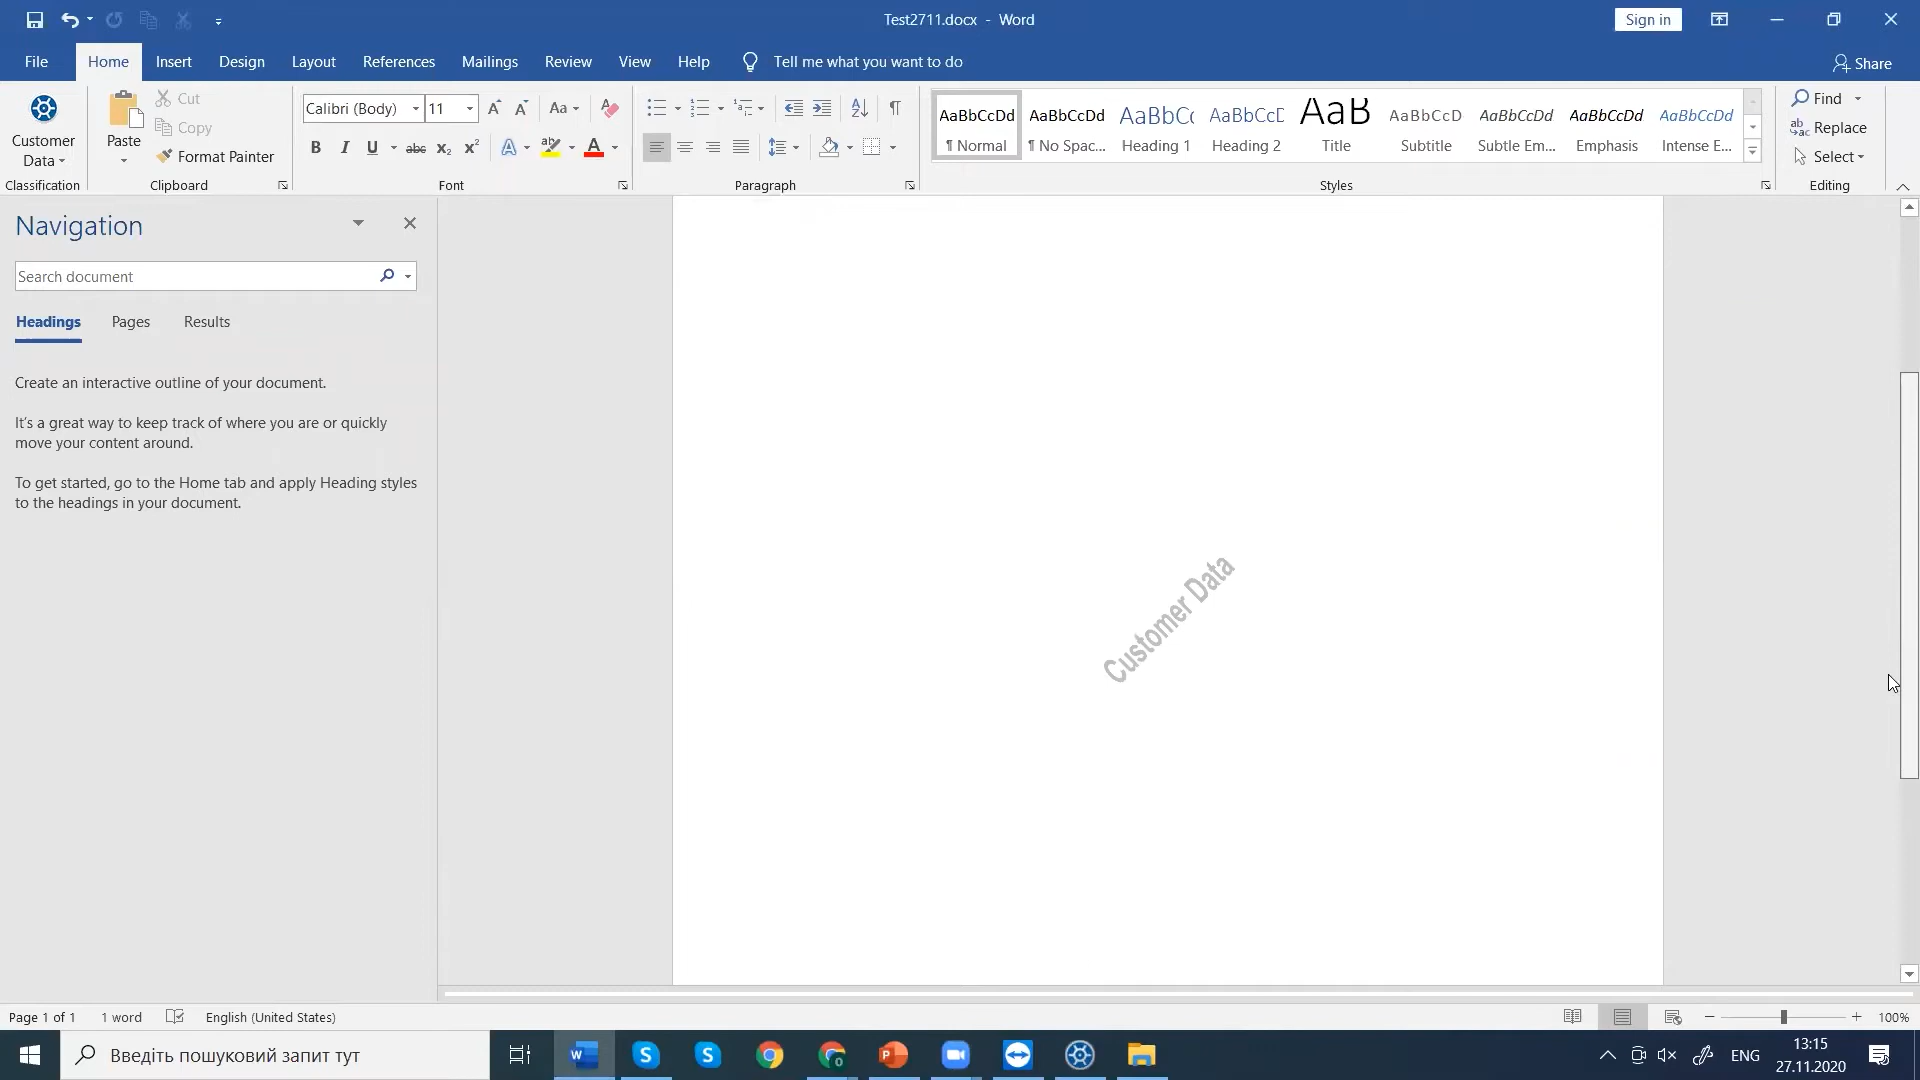 Test2711.docx - Word
Sign in
File
Home
Insert
Design
Layout
References
Mailings
Review
View
Help
Tell me what you want to do
Share
Customer
Data
Classification
Paste
Cut
Copy
Format Painter
Clipboard
Calibri (Body)
11
Aa
B I U abc x₂ x²
A
A
Font
Paragraph
AaBbCcDd
¶ Normal
AaBbCcDd
¶ No Spac...
AaBbCc
Heading 1
AaBbCcD
Heading 2
AaB
Title
AaBbCcD
Subtitle
AaBbCcDd
Subtle Em...
AaBbCcDd
Emphasis
AaBbCcDd
Intense E...
Styles
Find
Replace
Select
Editing
Navigation
Search document
Headings
Pages
Results
Create an interactive outline of your document.
It's a great way to keep track of where you are or quickly
move your content around.
To get started, go to the Home tab and apply Heading styles
to the headings in your document.
Customer Data
Page 1 of 1
1 word
English (United States)
100%
Введіть пошуковий запит тут
ENG
13:15
27.11.2020